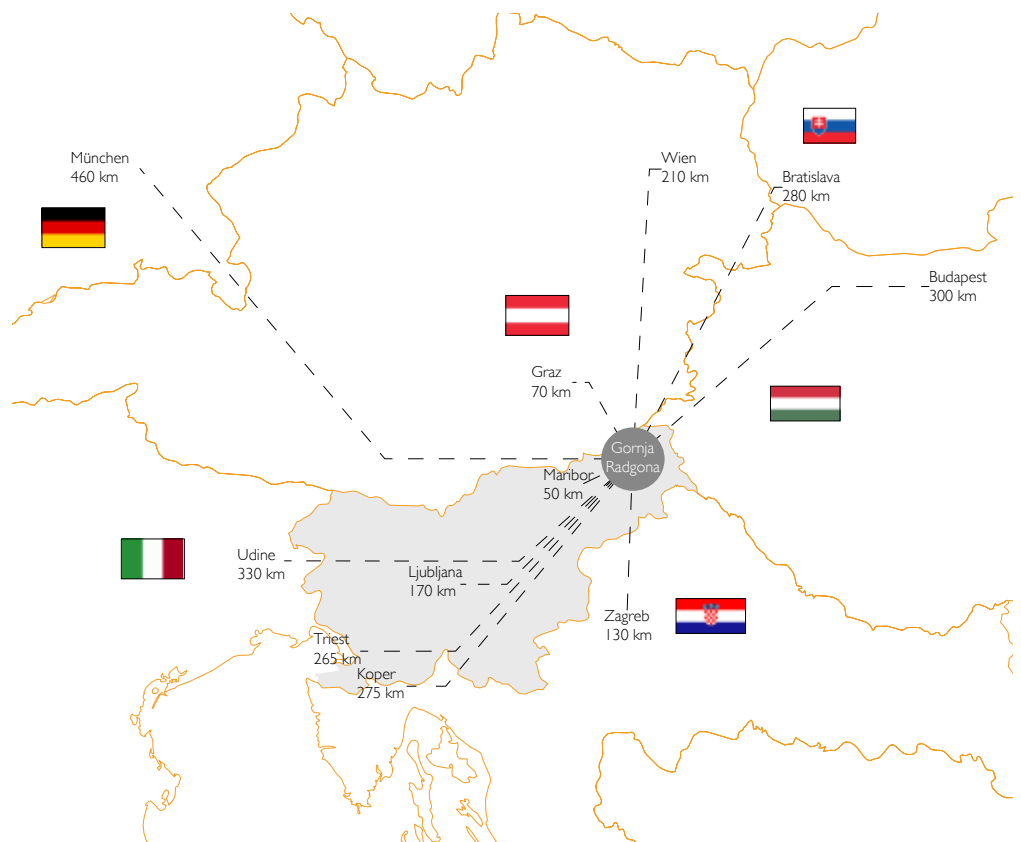 München
460 km
Wien
210 km
Bratislava
280 km
Budapest
300 km
Graz
70 km
Gornja
Radgona
Maribor
50 km
Udine
330 km
Ljubljana
170 km
Zagreb
130 km
Triest
265 km
Koper
275 km